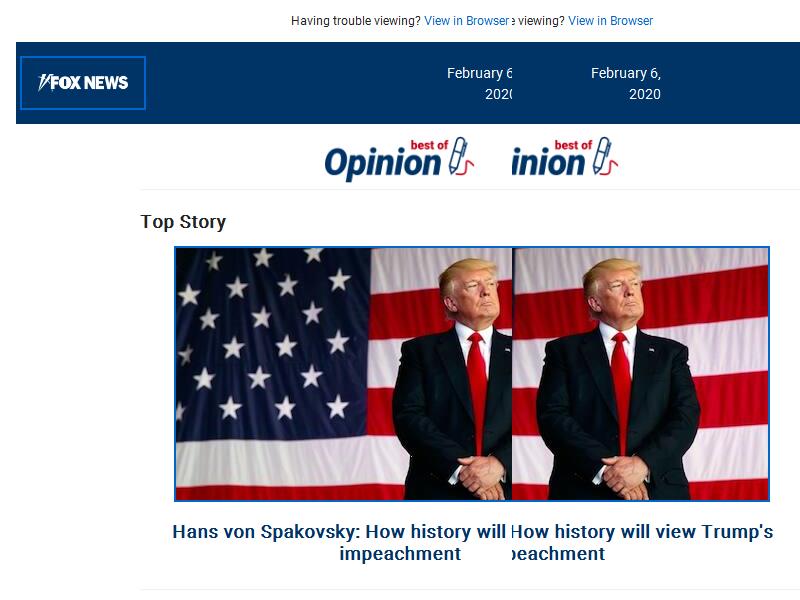 Having trouble viewing? View in Browser e viewing? View in Browser
FOX NEWS
February 6 February 6,
2020 2020
best of best of
Opinion inion
Top Story
Hans von Spakovsky: How history will How history will view Trump's
impeachment peachment